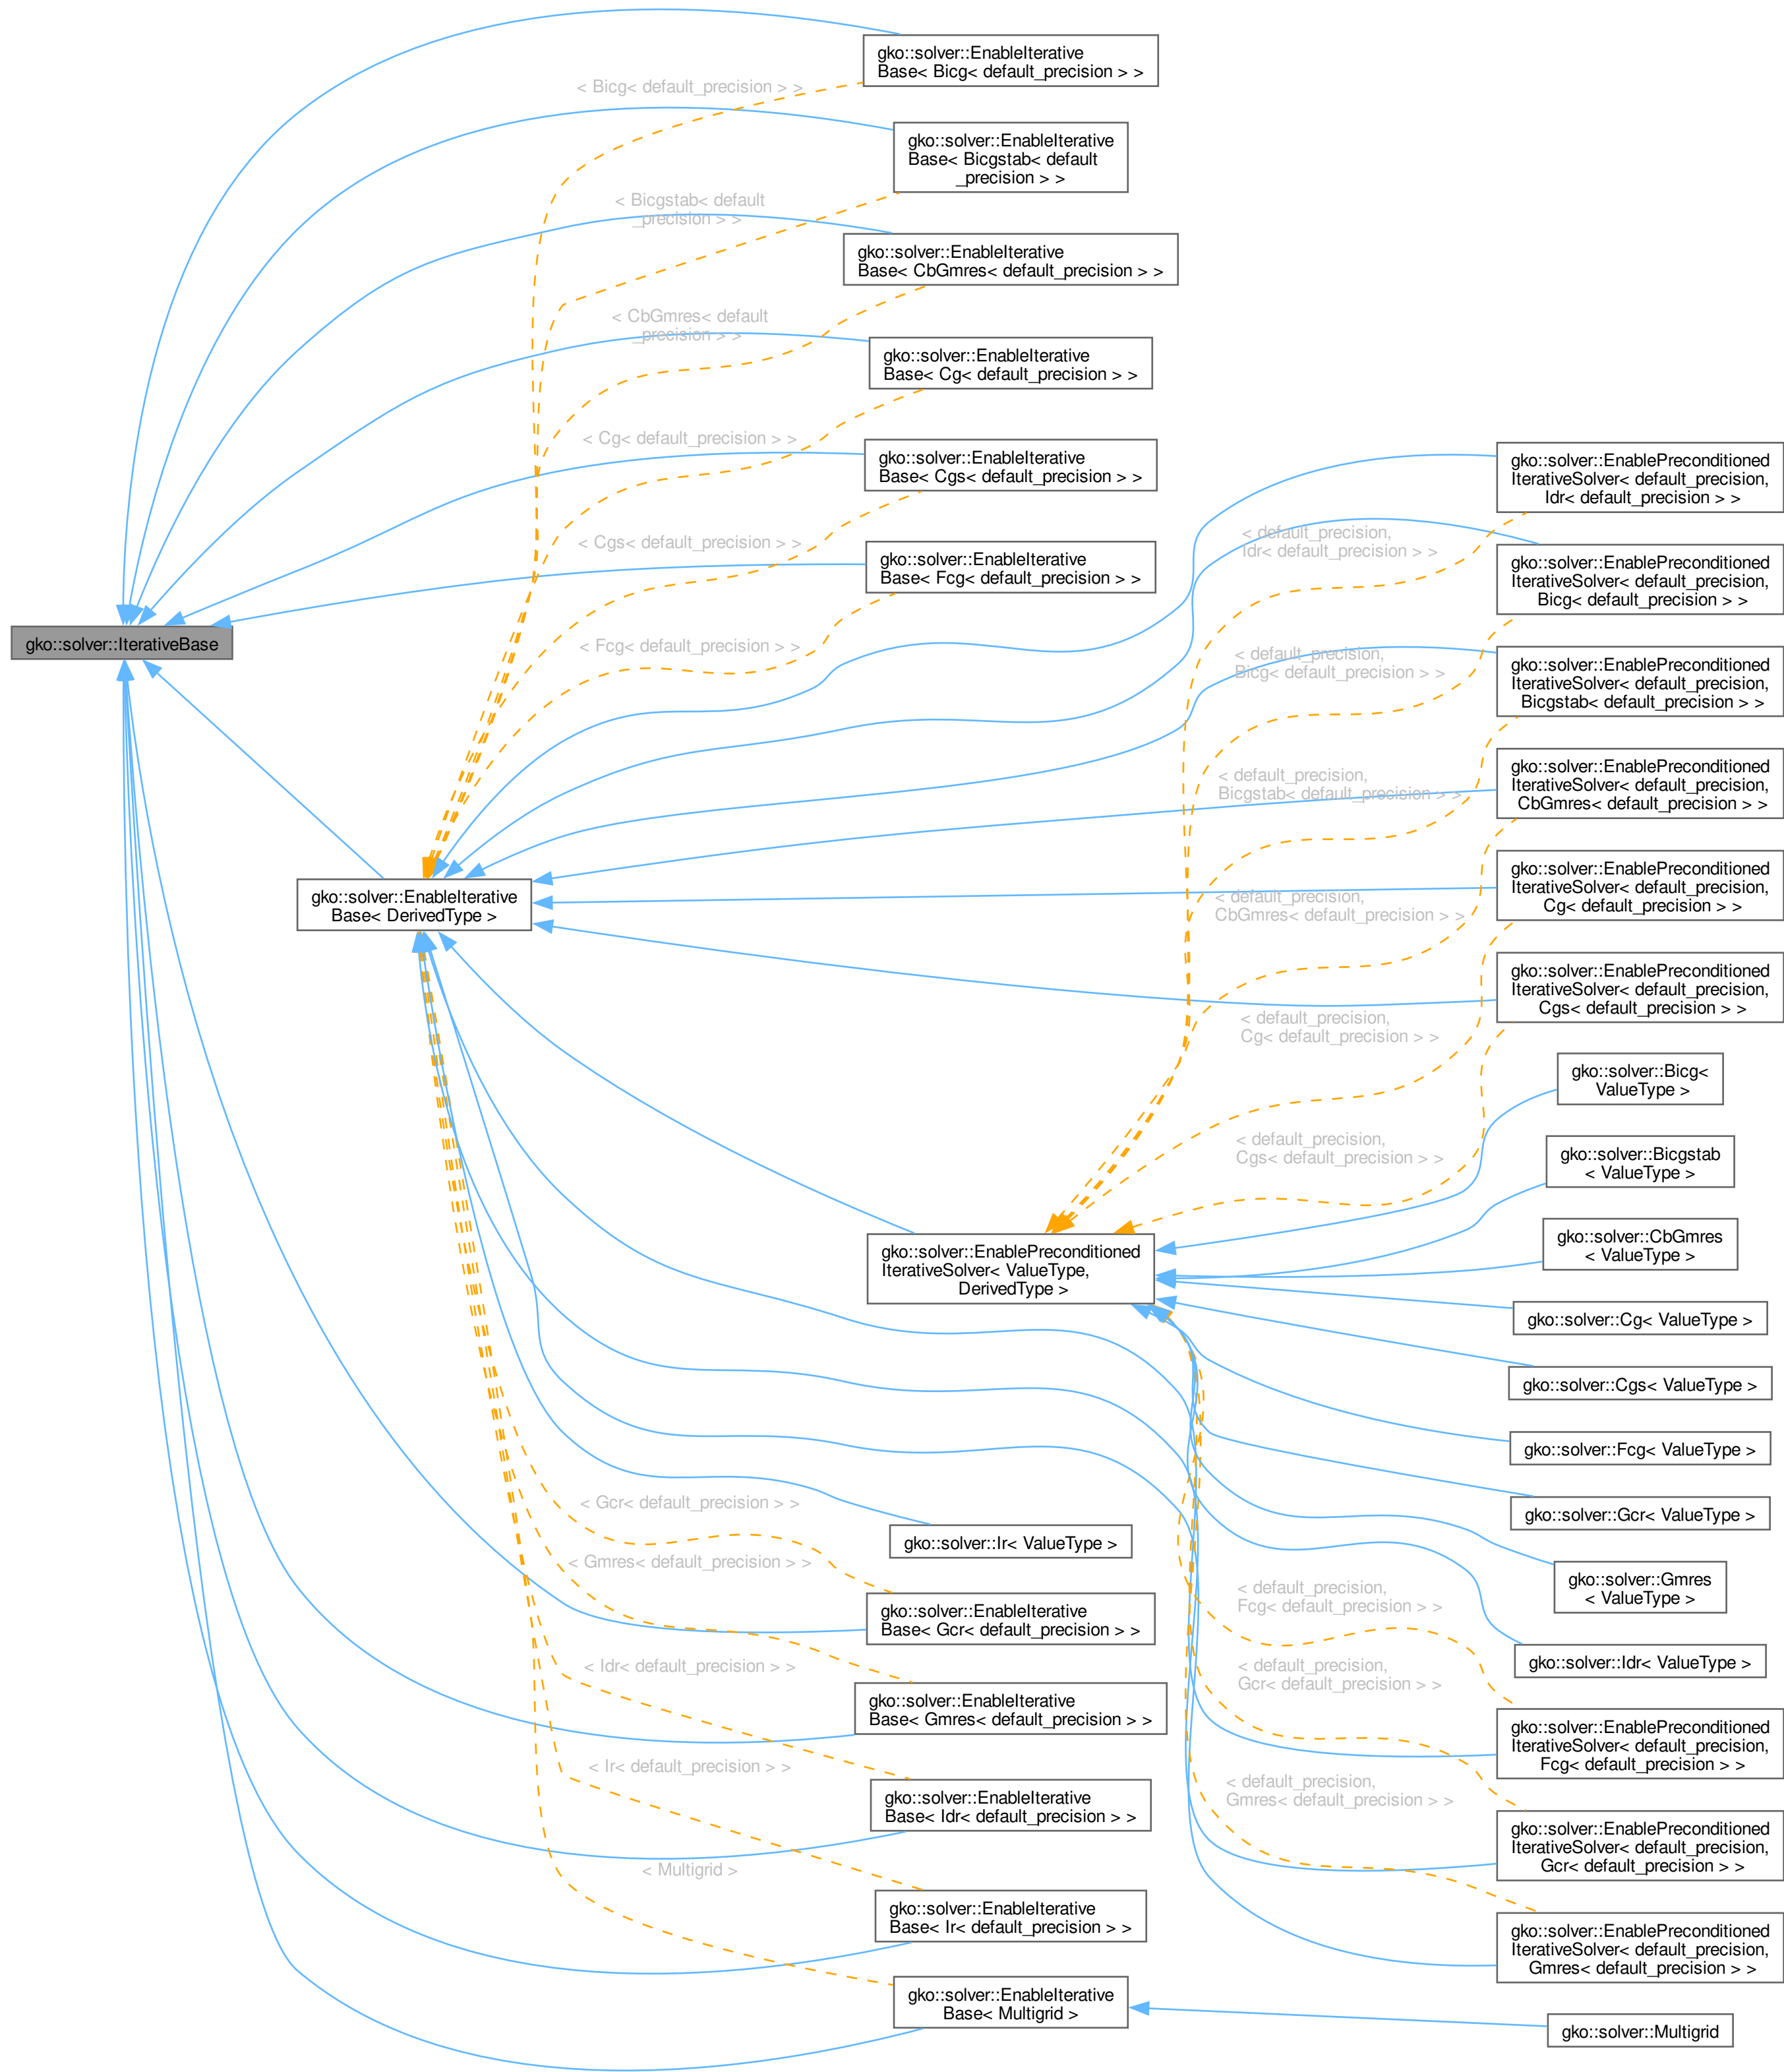 gko::solver::IterativeBase
gko::solver::EnableIterative
Base< Bicg< default_precision > >
< Bicg< default_precision > >
gko::solver::EnableIterative
Base< Bicgstab< default
_precision > >
< Bicgstab< default
_precision > >
gko::solver::EnableIterative
Base< CbGmres< default_precision > >
< CbGmres< default
_precision > >
gko::solver::EnableIterative
Base< Cg< default_precision > >
< Cg< default_precision > >
gko::solver::EnableIterative
Base< Cgs< default_precision > >
< Cgs< default_precision > >
gko::solver::EnableIterative
Base< Fcg< default_precision > >
< Fcg< default_precision > >
gko::solver::EnableIterative
Base< DerivedType >
gko::solver::EnablePreconditioned
IterativeSolver< default_precision,
Idr< default_precision > >
< default_precision,
Idr< default_precision > >
gko::solver::EnablePreconditioned
IterativeSolver< default_precision,
Bicg< default_precision > >
< default_precision,
Bicg< default_precision > >
gko::solver::EnablePreconditioned
IterativeSolver< default_precision,
Bicgstab< default_precision > >
< default_precision,
Bicgstab< default_precision > >
gko::solver::EnablePreconditioned
IterativeSolver< default_precision,
CbGmres< default_precision > >
< default_precision,
CbGmres< default_precision > >
gko::solver::EnablePreconditioned
IterativeSolver< default_precision,
Cg< default_precision > >
< default_precision,
Cg< default_precision > >
gko::solver::EnablePreconditioned
IterativeSolver< default_precision,
Cgs< default_precision > >
< default_precision,
Cgs< default_precision > >
gko::solver::EnablePreconditioned
IterativeSolver< ValueType,
DerivedType >
gko::solver::Bicg<
ValueType >
gko::solver::Bicgstab
< ValueType >
gko::solver::CbGmres
< ValueType >
gko::solver::Cg< ValueType >
gko::solver::Cgs< ValueType >
gko::solver::Fcg< ValueType >
gko::solver::Gcr< ValueType >
gko::solver::Gmres
< ValueType >
gko::solver::Idr< ValueType >
< default_precision,
Fcg< default_precision > >
gko::solver::EnablePreconditioned
IterativeSolver< default_precision,
Fcg< default_precision > >
< default_precision,
Gcr< default_precision > >
gko::solver::EnablePreconditioned
IterativeSolver< default_precision,
Gcr< default_precision > >
< default_precision,
Gmres< default_precision > >
gko::solver::EnablePreconditioned
IterativeSolver< default_precision,
Gmres< default_precision > >
gko::solver::Ir< ValueType >
< Gcr< default_precision > >
gko::solver::EnableIterative
Base< Gcr< default_precision > >
< Gmres< default_precision > >
gko::solver::EnableIterative
Base< Gmres< default_precision > >
< Idr< default_precision > >
gko::solver::EnableIterative
Base< Idr< default_precision > >
< Ir< default_precision > >
gko::solver::EnableIterative
Base< Ir< default_precision > >
< Multigrid >
gko::solver::EnableIterative
Base< Multigrid >
gko::solver::Multigrid